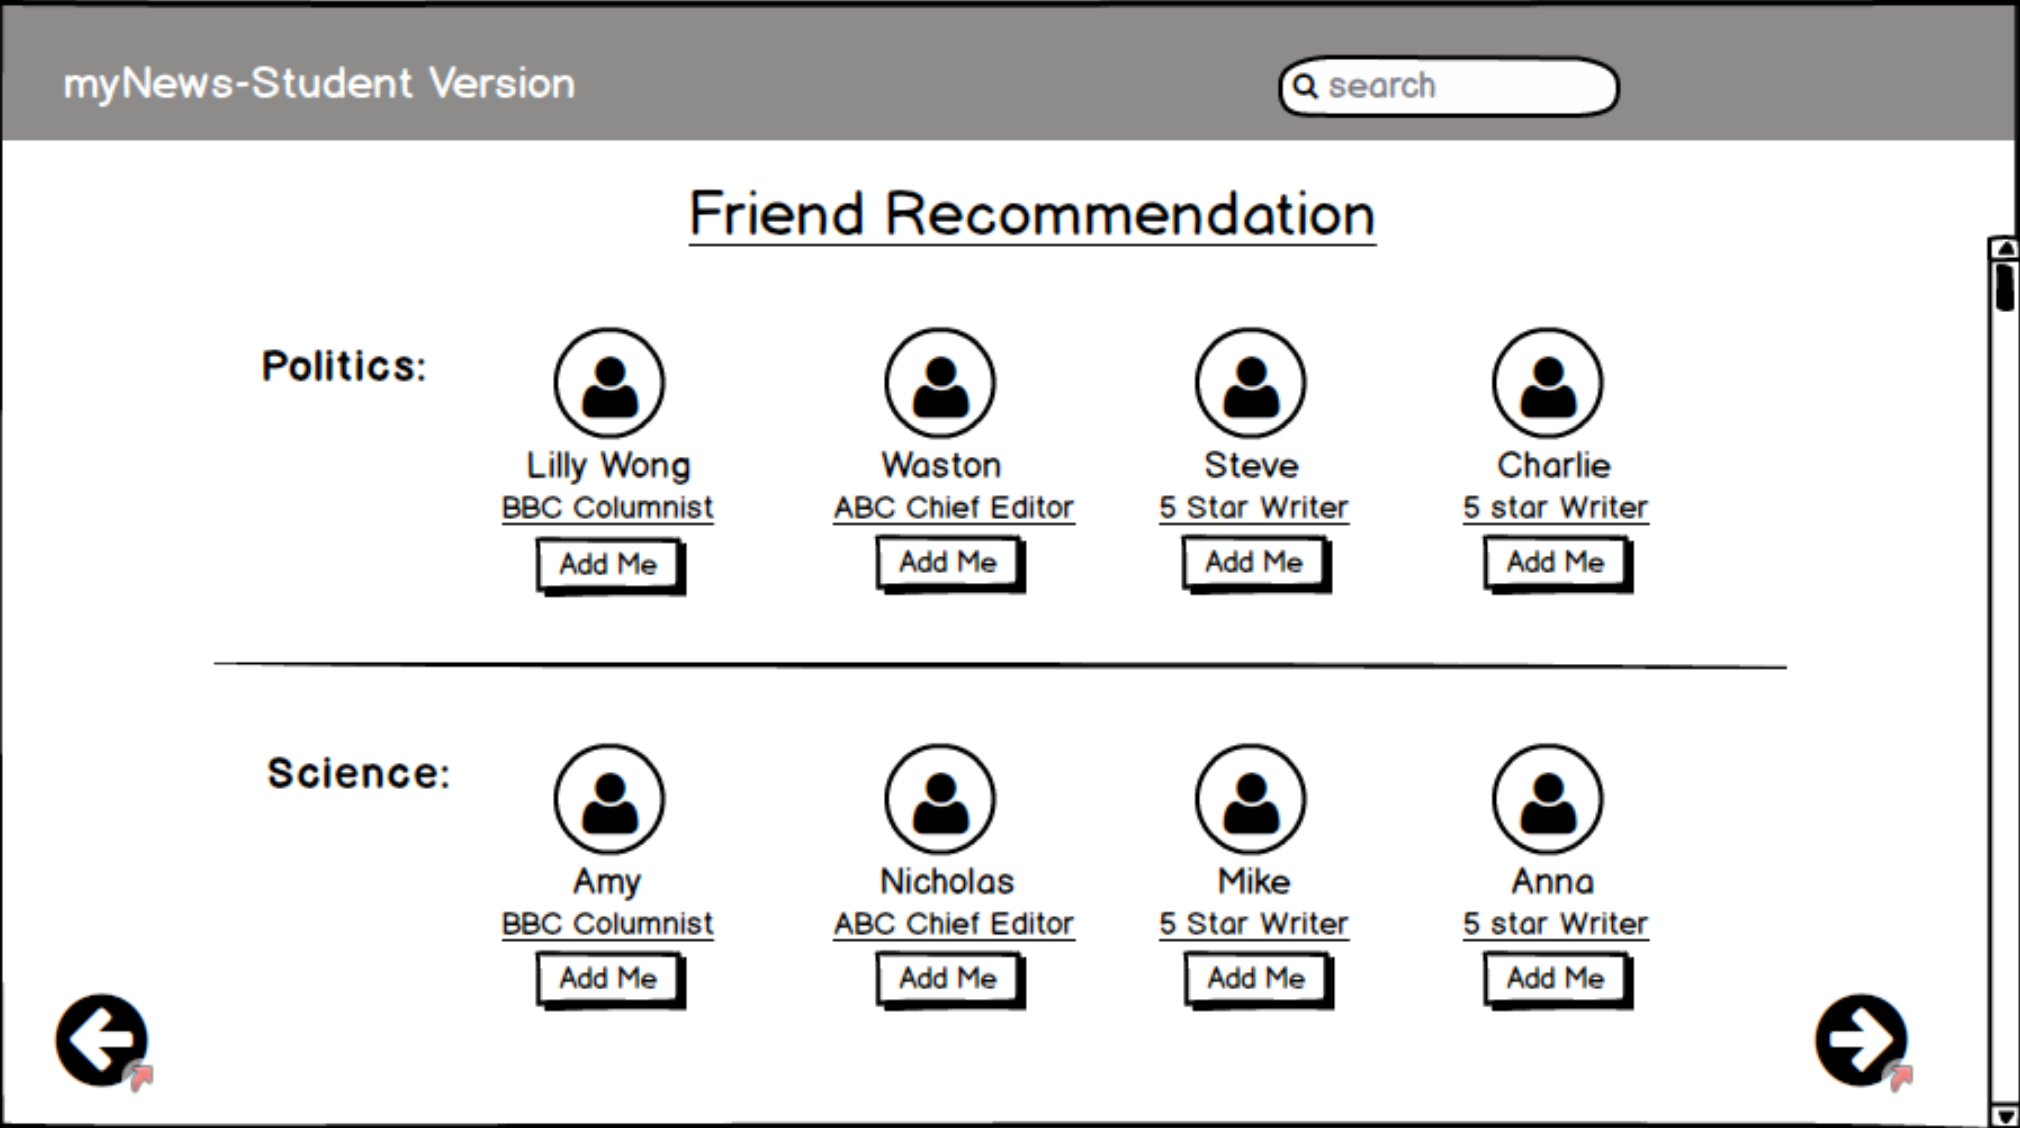 myNews-Student Version
search
Friend Recommendation
Politics:
Lilly Wong
BBC Columnist
Add Me
Waston
ABC Chief Editor
Add Me
Steve
5 Star Writer
Add Me
Charlie
5 star Writer
Add Me
Science:
Amy
BBC Columnist
Add Me
Nicholas
ABC Chief Editor
Add Me
Mike
5 Star Writer
Add Me
Anna
5 star Writer
Add Me